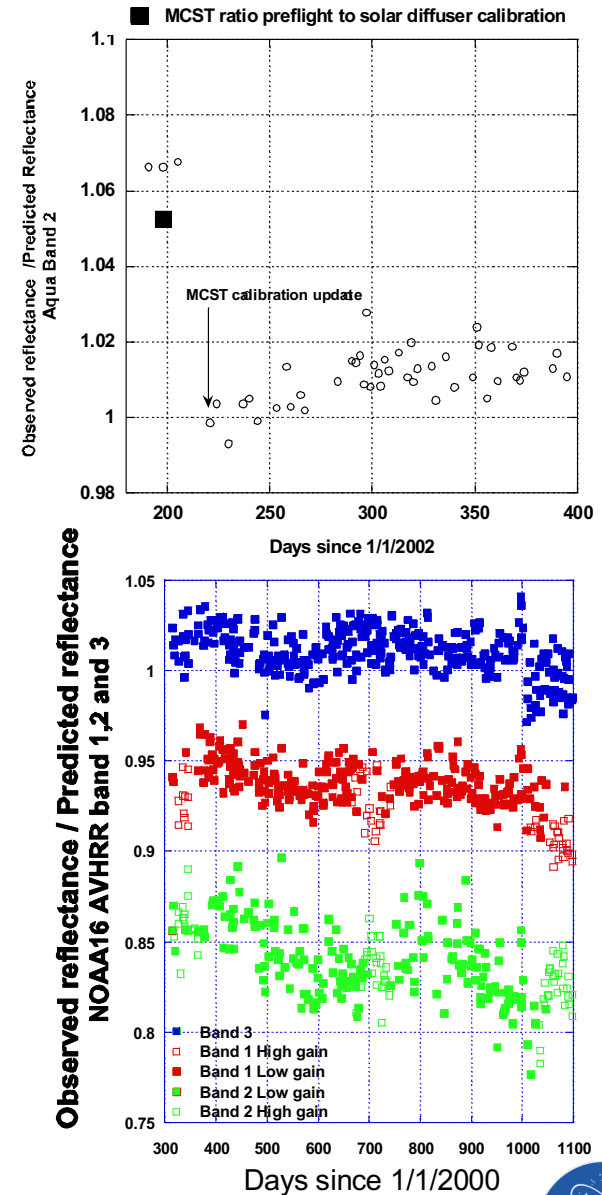 MCST ratio preflight to solar diffuser calibration
1.1
1.08
1.06
1.04
1.02
1
0.98
Observed reflectance /Predicted Reflectance
Aqua Band 2
MCST calibration update
200
250
300
350
400
Days since 1/1/2002
Observed reflectance / Predicted reflectance
NOAA16 AVHRR band 1,2 and 3
1.05
1
0.95
0.9
0.85
0.8
0.75
Band 3
Band 1 High gain
Band 1 Low gain
Band 2 Low gain
Band 2 High gain
300 400 500 600 700 800 900 1000 1100
Days since 1/1/2000